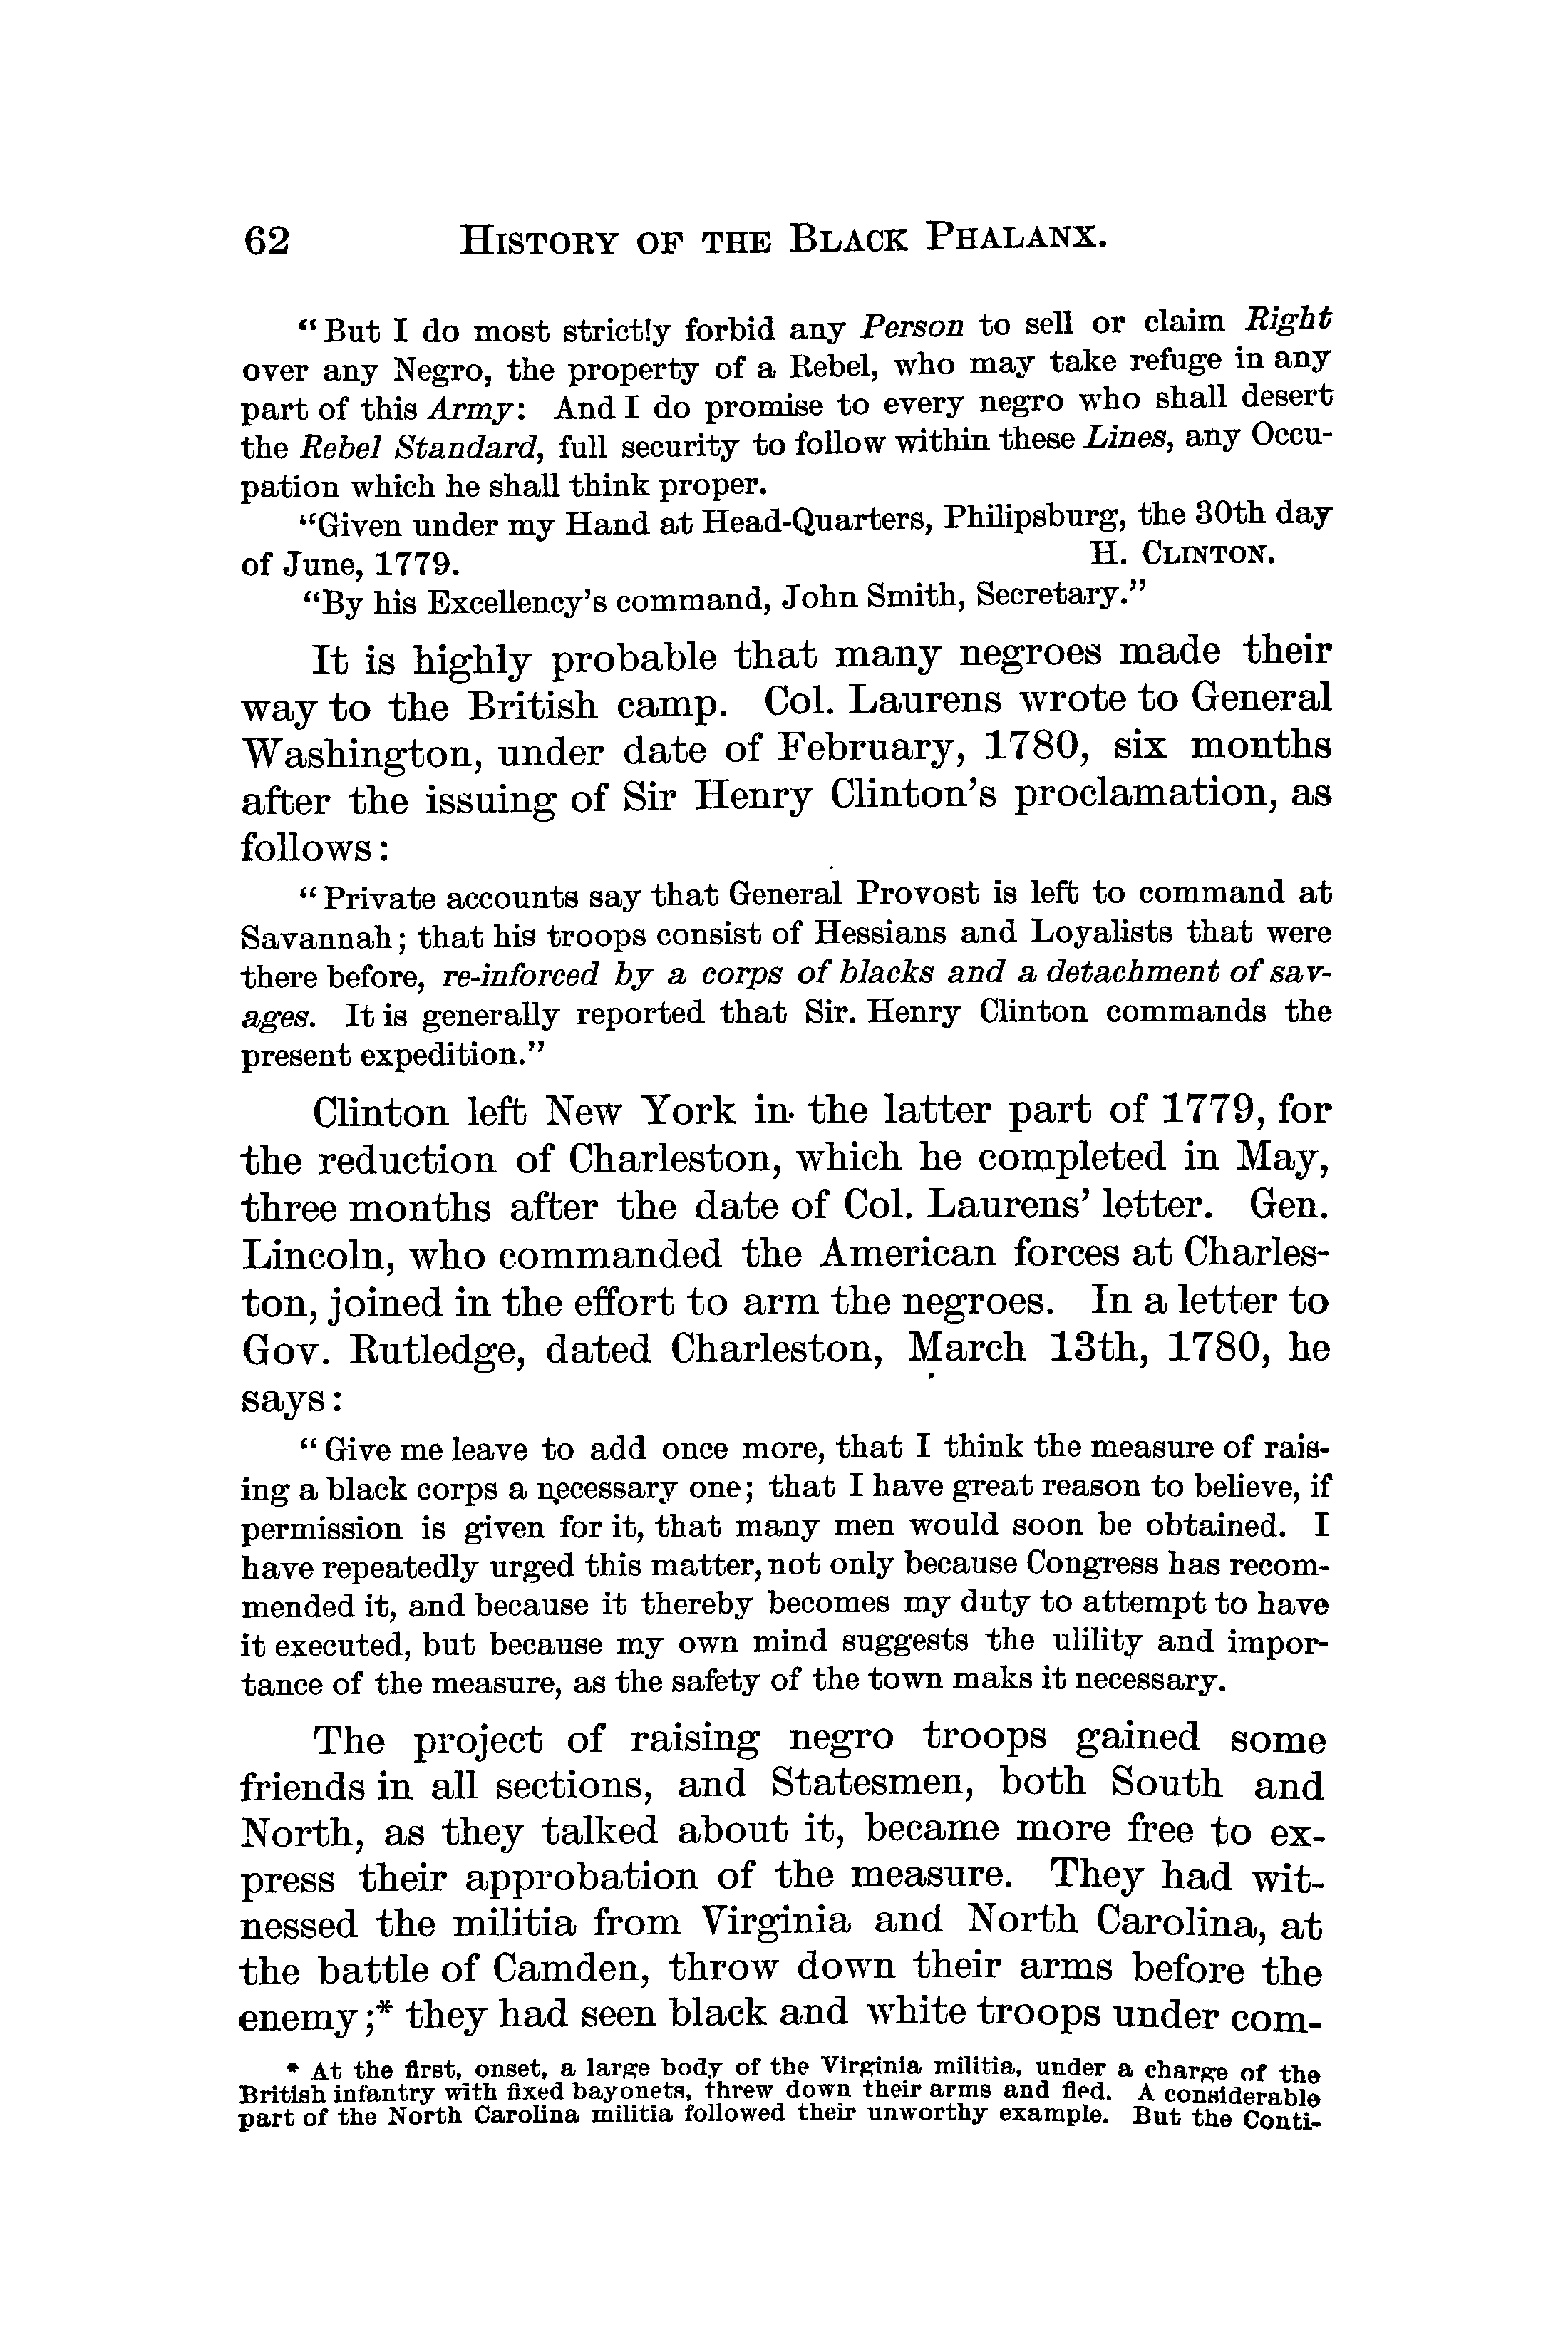 62 HISTORY OF THE BLACK PHALANX.
“But I do most strictly forbid any Person to sell or claim Right
over any Negro, the property of a Rebel, who may take refuge in any
part of this Army: And I do promise to every negro who shall desert
the Rebel Standard, full security to follow within these Lines, any Occu-
pation which he shall think proper.
“Given under my Hand at Head-Quarters, Philipsburg, the 30th day
of June, 1779. H. CLINTON.
“By his Excellency’s command, John Smith, Secretary.”
It is highly probable that many negroes made their
way to the British camp. Col. Laurens wrote to General
Washington, under date of February, 1780, six months
after the issuing of Sir Henry Clinton’s proclamation, as
follows:
“Private accounts say that General Provost is left to command at
Savannah; that his troops consist of Hessians and Loyalists that were
there before, re-inforced by a corps of blacks and a detachment of sav-
ages. It is generally reported that Sir. Henry Clinton commands the
present expedition.”
Clinton left New York in the latter part of 1779, for
the reduction of Charleston, which he completed in May,
three months after the date of Col. Laurens’ letter. Gen.
Lincoln, who commanded the American forces at Charles-
ton, joined in the effort to arm the negroes. In a letter to
Gov. Rutledge, dated Charleston, March 13th, 1780, he
says:
“Give me leave to add once more, that I think the measure of rais-
ing a black corps a necessary one; that I have great reason to believe, if
permission is given for it, that many men would soon be obtained. I
have repeatedly urged this matter, not only because Congress has recom-
mended it, and because it thereby becomes my duty to attempt to have
it executed, but because my own mind suggests the ulility and impor-
tance of the measure, as the safety of the town maks it necessary.
The project of raising negro troops gained some
friends in all sections, and Statesmen, both South and
North, as they talked about it, became more free to ex-
press their approbation of the measure. They had wit-
nessed the militia from Virginia and North Carolina, at
the battle of Camden, throw down their arms before the
enemy;* they had seen black and white troops under com-
* At the first, onset, a large body of the Virginia militia, under a charge of the
British infantry with fixed bayonets, threw down their arms and fled. A considerable
part of the North Carolina militia followed their unworthy example. But the Conti-